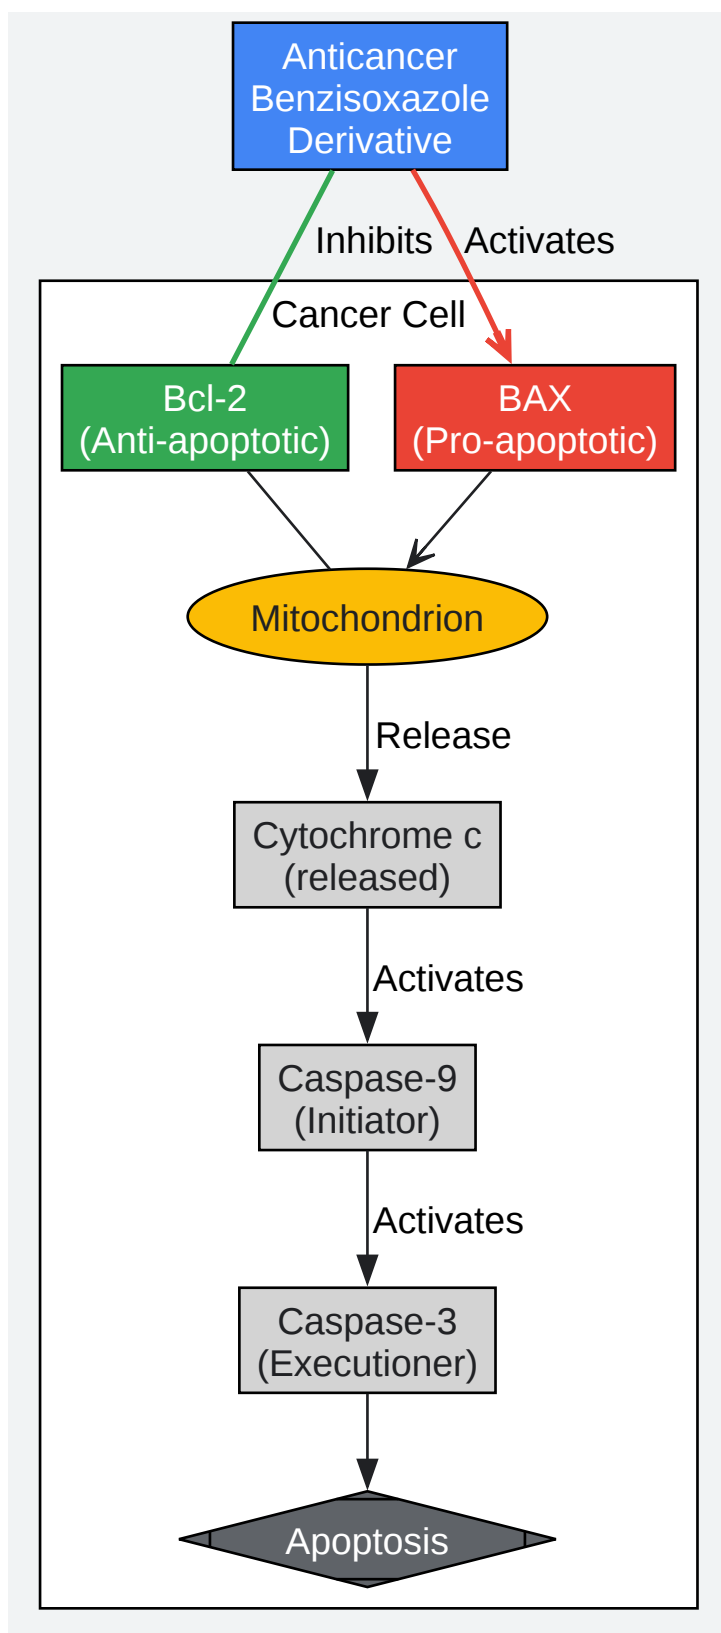 Anticancer
Benzisoxazole
Derivative
Inhibits
Activates
Cancer Cell
Bcl-2
(Anti-apoptotic)
BAX
(Pro-apoptotic)
Mitochondrion
Release
Cytochrome c
(released)
Activates
Caspase-9
(Initiator)
Activates
Caspase-3
(Executioner)
Apoptosis